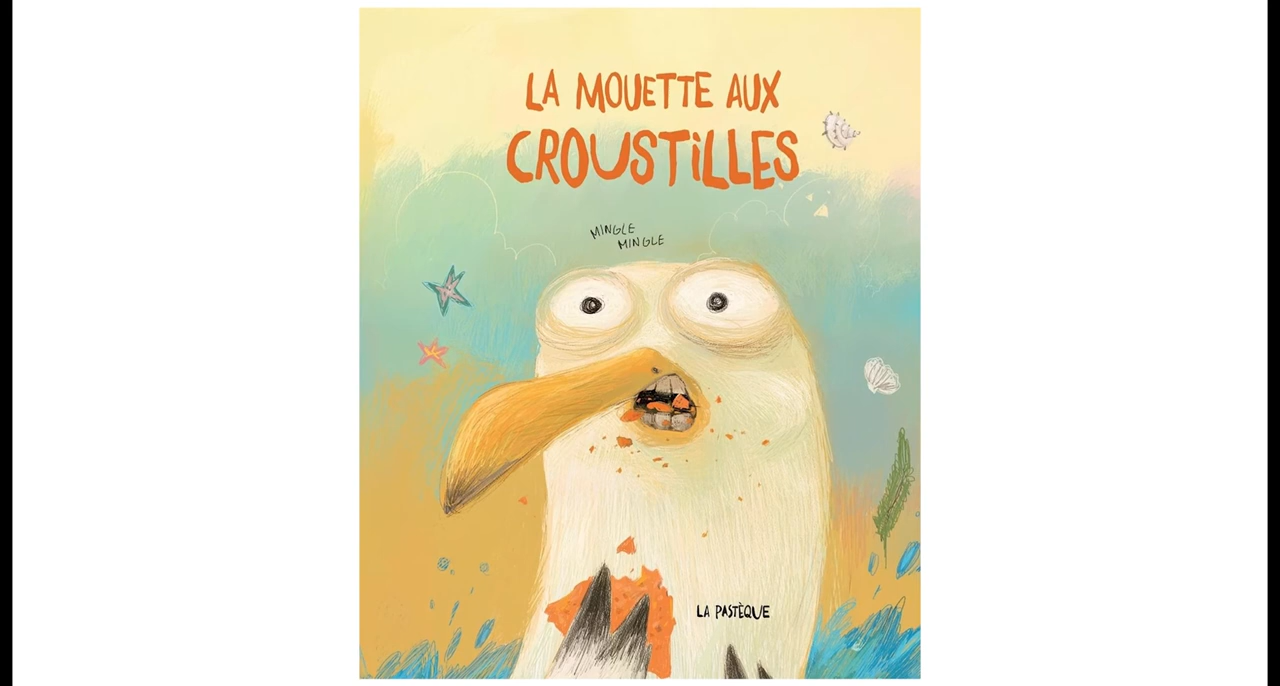 LA MOUETTE AUX
CROUSTiLLES
MINGLE
MINGLE
LA PASTÈQUE